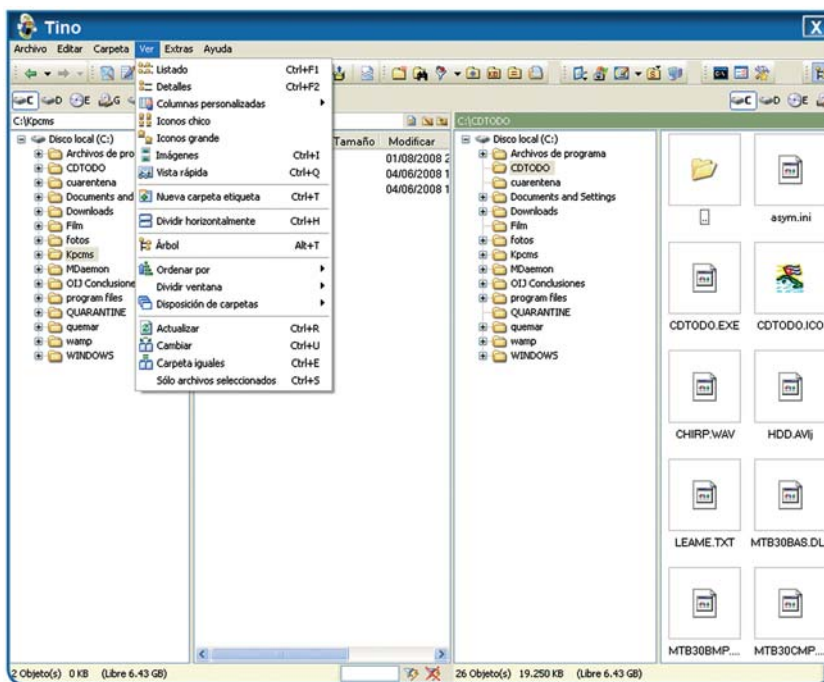 Tino
X
Archivo Editar Carpeta Ver Extras Ayuda
C D E G
C D E
C:\Kpcms
Disco local (C:)
Archivos de pro
CDTODO
cuarentena
Documents and
Downloads
Film
fotos
Kpcms
MDaemon
OIJ Conclusione
program files
QUARANTINE
quemar
wamp
WINDOWS
Listado Ctrl+F1
Detalles Ctrl+F2
Columnas personalizadas
Iconos chico
Iconos grande
Imágenes Ctrl+I
Vista rápida Ctrl+Q
Nueva carpeta etiqueta Ctrl+T
Dividir horizontalmente Ctrl+H
Árbol Alt+T
Ordenar por
Dividir ventana
Disposición de carpetas
Actualizar Ctrl+R
Cambiar Ctrl+U
Carpeta iguales Ctrl+E
Sólo archivos seleccionados Ctrl+S
Tamaño Modificar
01/08/2008 2
04/06/2008 1
04/06/2008 1
C:\CDTODO
Disco local (C:)
Archivos de programa
CDTODO
cuarentena
Documents and Settings
Downloads
Film
fotos
Kpcms
MDaemon
OIJ Conclusiones
program files
QUARANTINE
quemar
wamp
WINDOWS
..
asym.ini
CDTODO.EXE CDTODO.ICO
CHIRP.WAV HDD.AVIj
LEAME.TXT MTB30BAS.DL
MTB30BMP.... MTB30CMP....
2 Objeto(s) 0 KB (Libre 6.43 GB)
26 Objeto(s) 19.250 KB (Libre 6.43 GB)